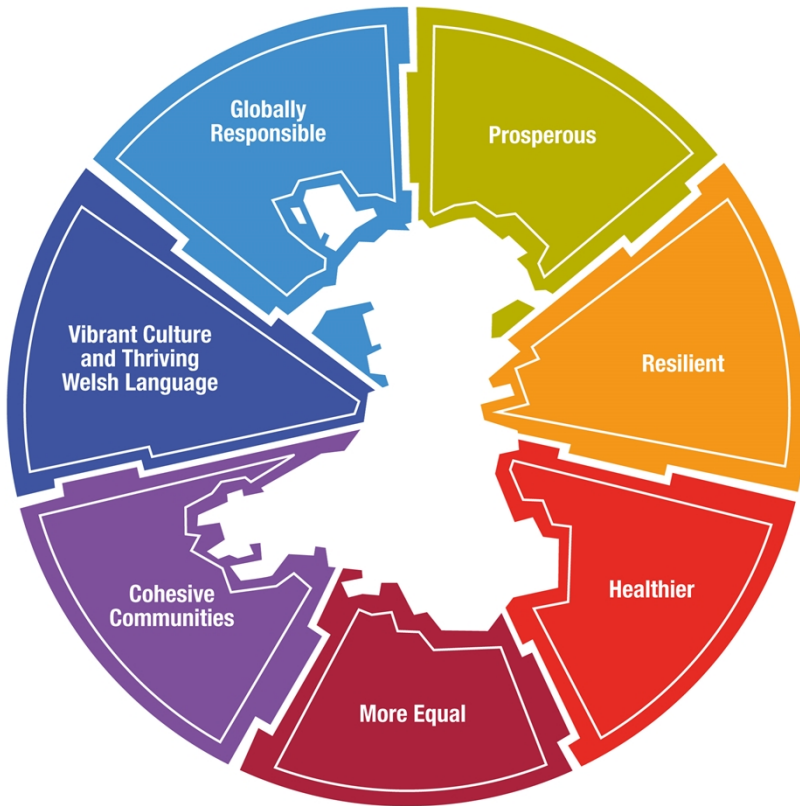 Globally
Responsible
Prosperous
Vibrant Culture
and Thriving
Welsh Language
Resilient
Cohesive
Communities
Healthier
More Equal